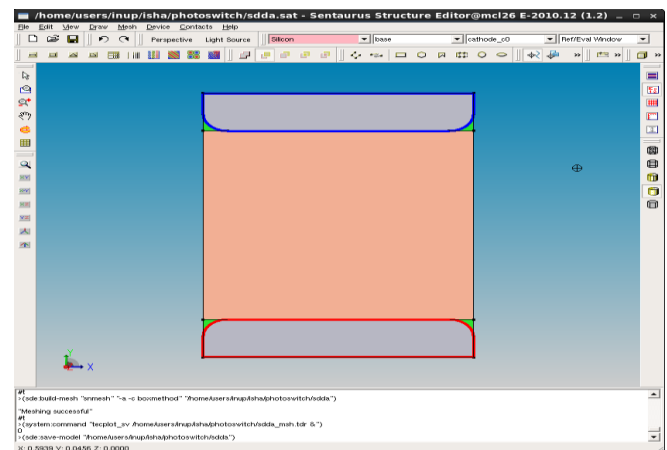 /home/users/inup/isha/photoswitch/sdda.sat - Sentaurus Structure Editor@mcl26 E-2010.12 (1.2)
File Edit View Draw Mesh Device Contacts Help
Perspective Light Source Silicon base cathode_c0 Ref/Eval Window
Y
X
#t
>(sde:build-mesh "snmesh" "-a -c boxmethod" "/home/users/inup/isha/photoswitch/sdda")
"Meshing successful"
#t
>(system:command "tecplot_sv /home/users/inup/isha/photoswitch/sdda_msh.tdr &")
0
>(sde:save-model "/home/users/inup/isha/photoswitch/sdda")
X: 0.5939 Y: 0.0456 Z: 0.0000